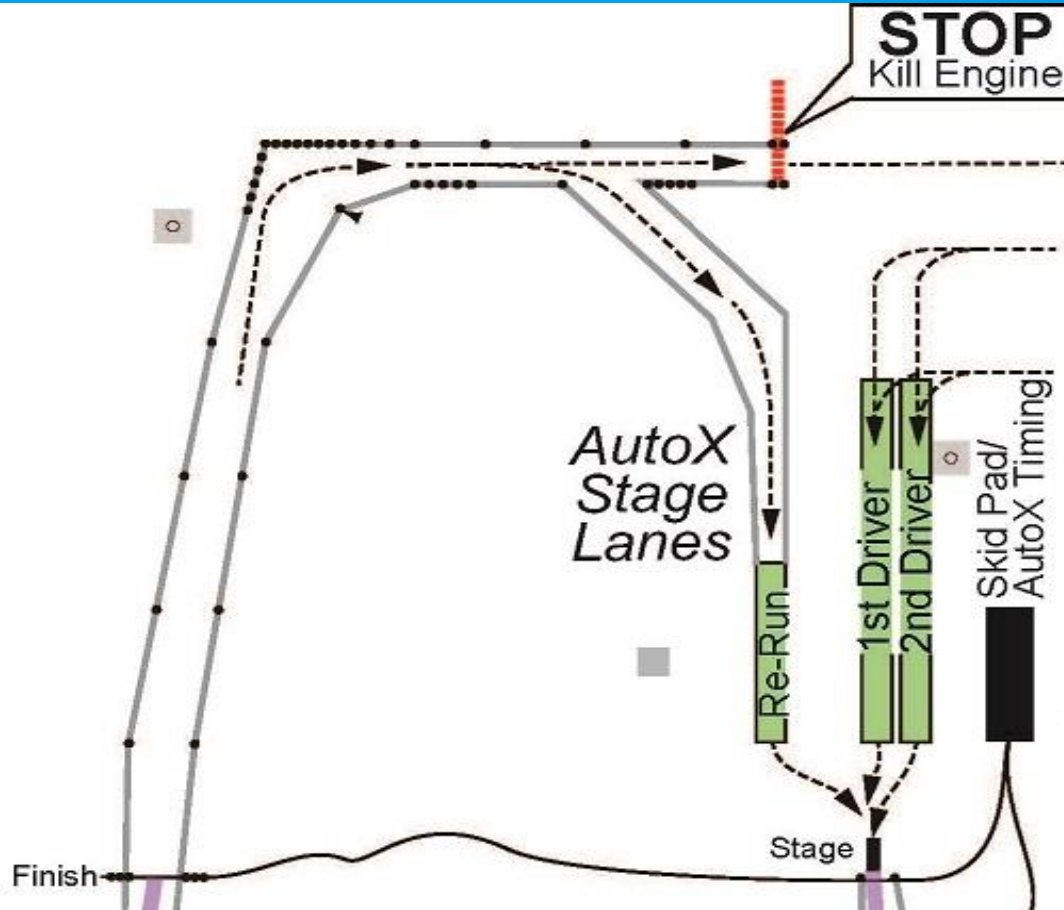 STOP
Kill Engine
AutoX
Stage
Lanes
Re-Run
1st Driver
2nd Driver
Skid Pad/
AutoX Timing
Stage
Finish